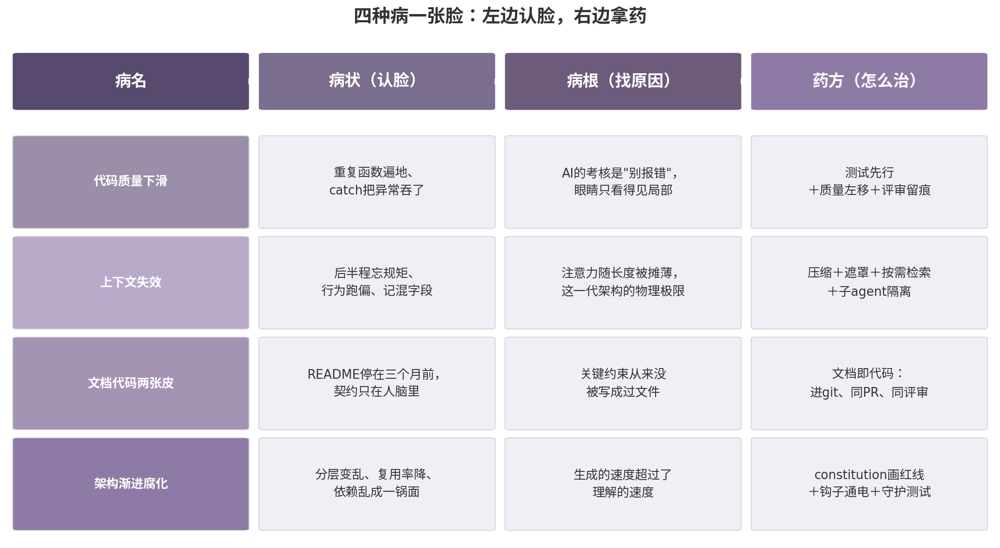 四种病一张脸：左边认脸，右边拿药
病名
病状（认脸）
病根（找原因）
药方（怎么治）
代码质量下滑
重复函数遍地、
catch把异常吞了
AI的考核是"别报错"，
眼睛只看得见局部
测试先行
＋质量左移＋评审留痕
上下文失效
后半程忘规矩、
行为跑偏、记混字段
注意力随长度被摊薄，
这一代架构的物理极限
压缩＋遮罩＋按需检索
＋子agent隔离
文档代码两张皮
README停在三个月前，
契约只在人脑里
关键约束从来没
被写成过文件
文档即代码：
进git、同PR、同评审
架构渐进腐化
分层变乱、复用率降、
依赖乱成一锅面
生成的速度超过了
理解的速度
constitution画红线
＋钩子通电＋守护测试